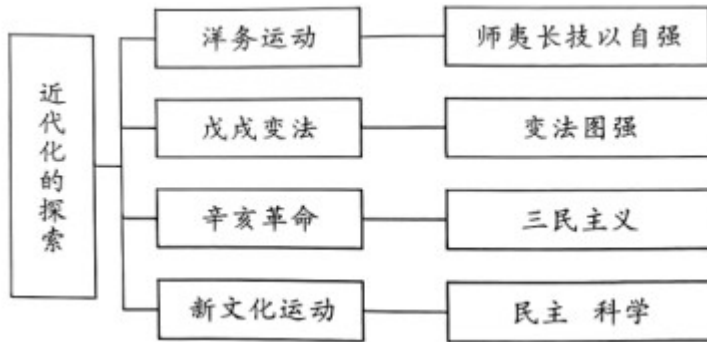 近代化的探索
洋务运动
师夷长技以自强
戊戌变法
变法图强
辛亥革命
三民主义
新文化运动
民主 科学